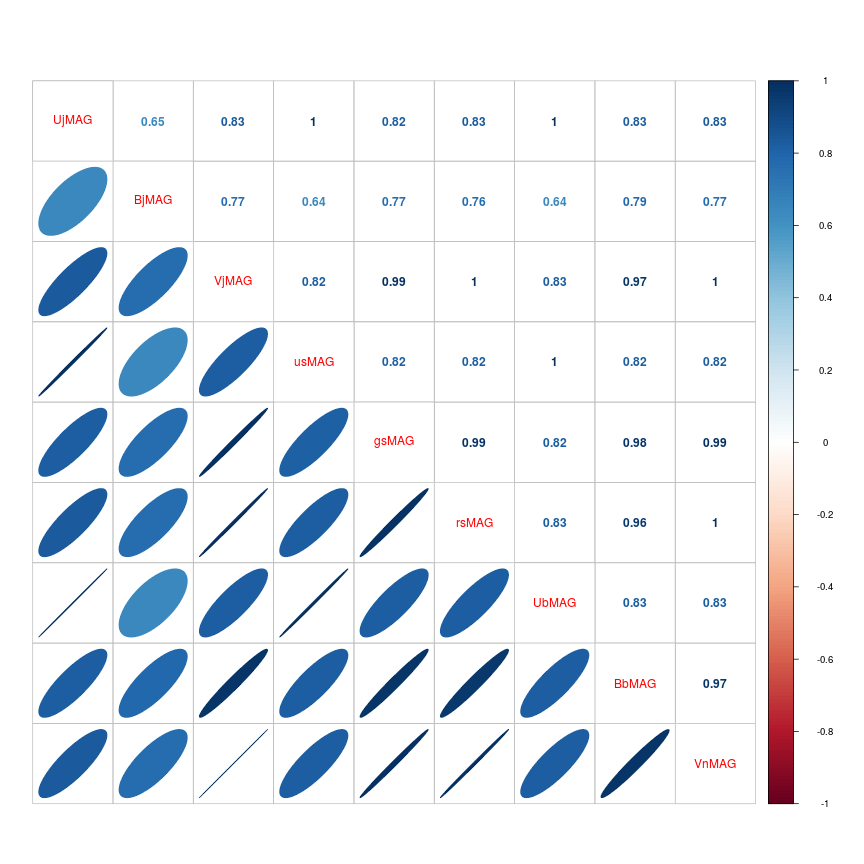 UjMAG 0.65 0.83 1 0.82 0.83 1 0.83 0.83
BjMAG 0.77 0.64 0.77 0.76 0.64 0.79 0.77
VjMAG 0.82 0.99 1 0.83 0.97 1
usMAG 0.82 0.82 1 0.82 0.82
gsMAG 0.99 0.82 0.98 0.99
rsMAG 0.83 0.96 1
UbMAG 0.83 0.83
BbMAG 0.97
VnMAG
1
0.8
0.6
0.4
0.2
0
-0.2
-0.4
-0.6
-0.8
-1